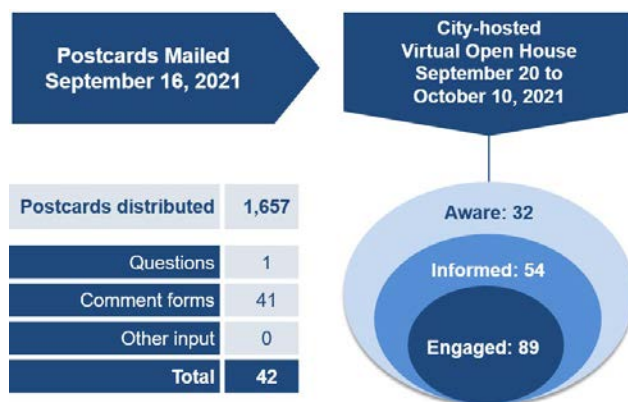 Postcards Mailed
September 16, 2021
City-hosted
Virtual Open House
September 20 to
October 10, 2021
Postcards distributed 1,657
Questions 1
Comment forms 41
Other input 0
Total 42
Aware: 32
Informed: 54
Engaged: 89